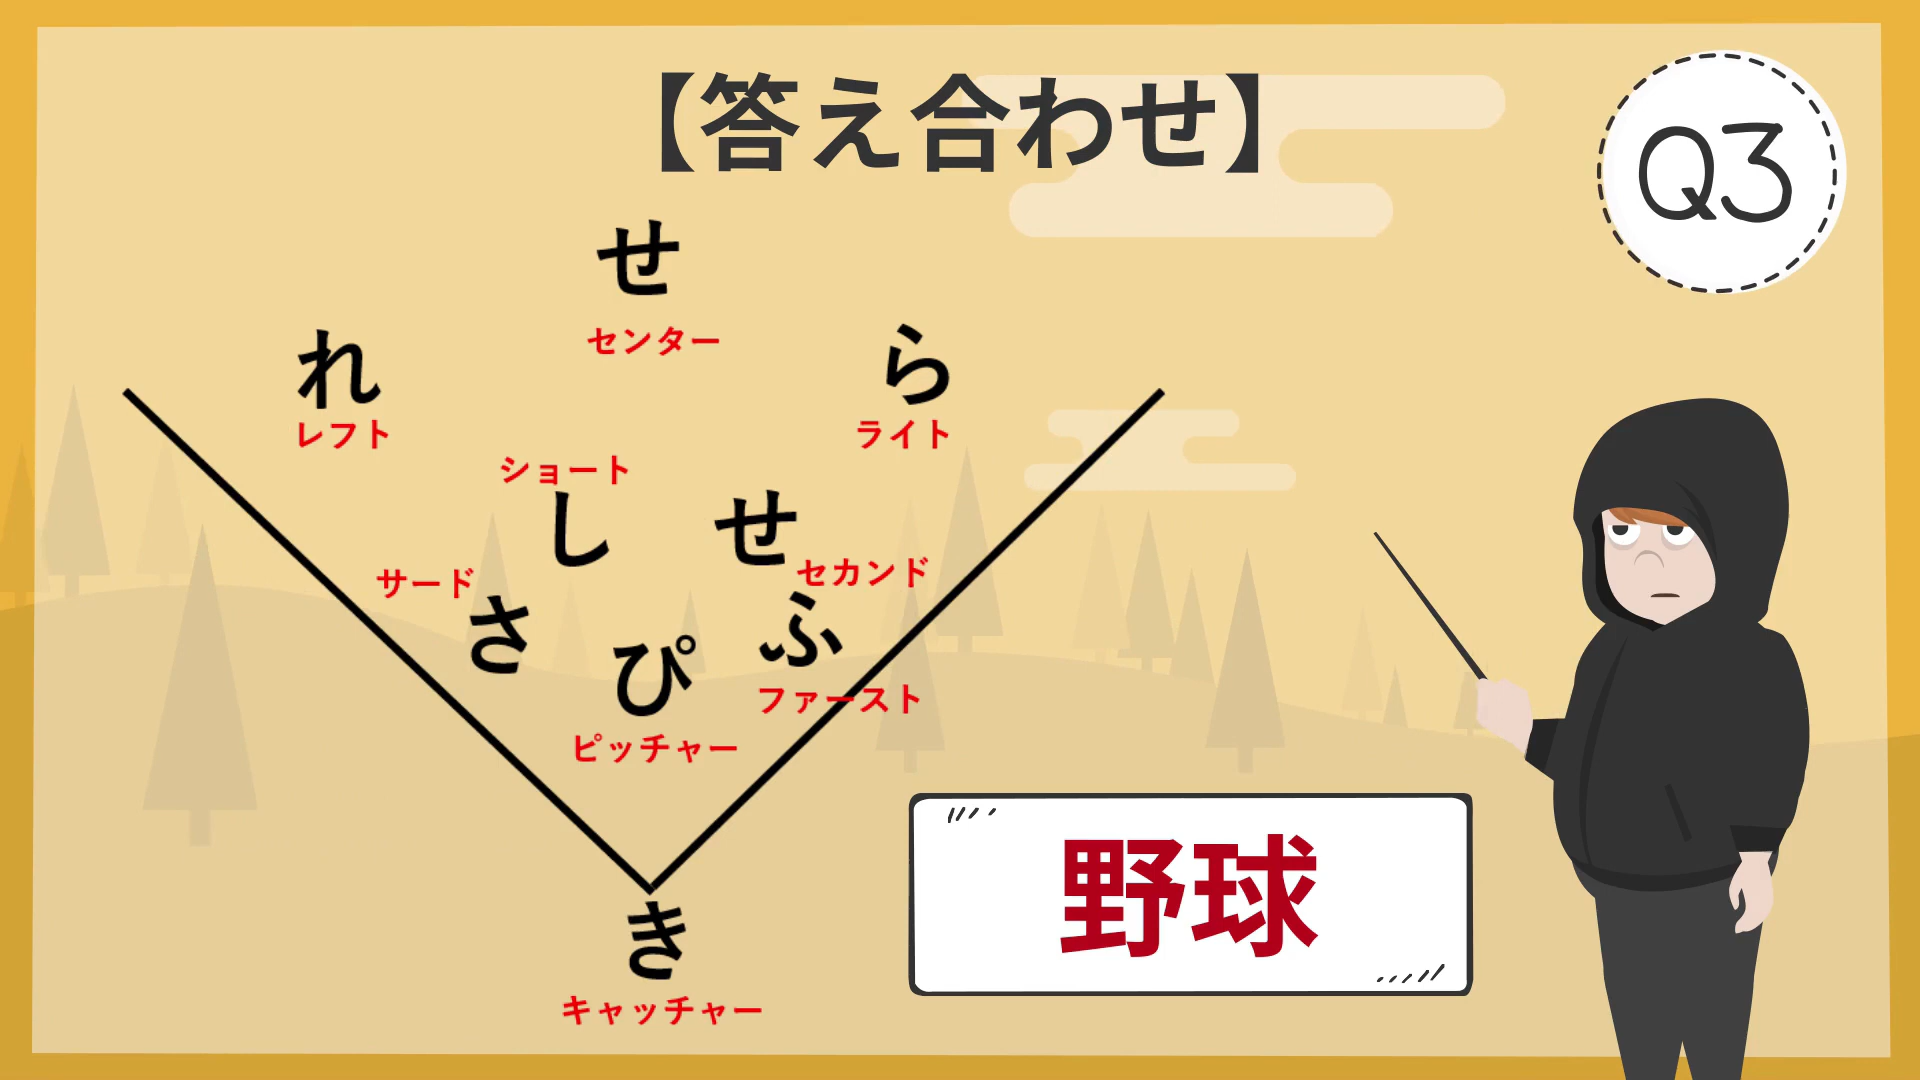 【答え合わせ】
Q3
せ
センター
れ
レフト
ら
ライト
ショート
し
せ
セカンド
サード
さ
ふ
ファースト
ぴ
ピッチャー
き
キャッチャー
野球